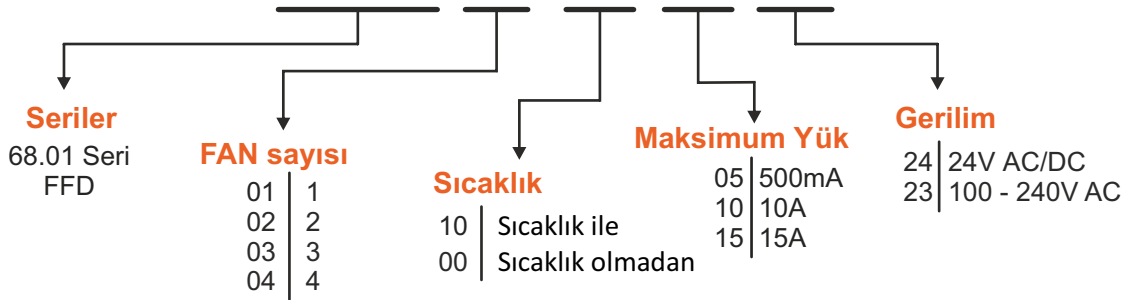 Seriler
68.01 Seri
FFD
FAN sayısı
01 1
02 2
03 3
04 4
Sıcaklık
10 Sıcaklık ile
00 Sıcaklık olmadan
Maksimum Yük
05 500mA
10 10A
15 15A
Gerilim
24 24V AC/DC
23 100 - 240V AC